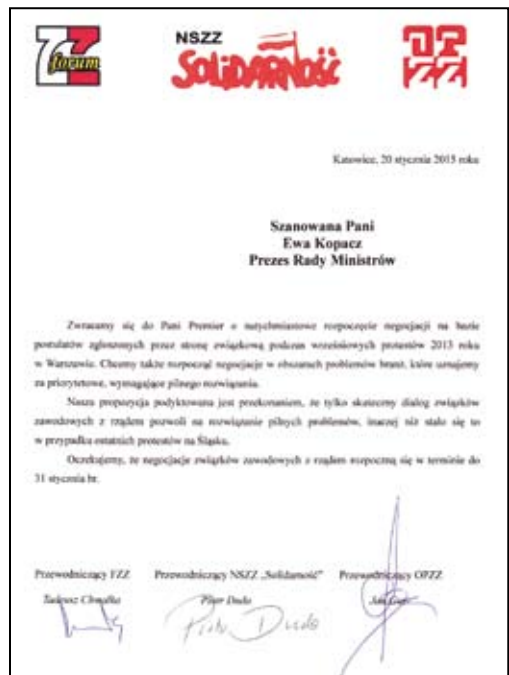 forum
NSZZ
SOLIDARNOŚĆ
OPZZ
Katowice, 20 stycznia 2015 roku
Szanowna Pani
Ewa Kopacz
Prezes Rady Ministrów
Zwracamy się do Pani Premier o natychmiastowe rozpoczęcie negocjacji na bazie
postulatów zgłoszonych przez stronę związkową podczas wrześniowych protestów 2013 roku
w Warszawie. Chcemy także rozpocząć negocjacje w obszarach problemów branż, które uznajemy
za priorytetowe, wymagające pilnego rozwiązania.
Nasza propozycja podyktowana jest przekonaniem, że tylko skuteczny dialog związków
zawodowych z rządem pozwoli na rozwiązanie pilnych problemów, inaczej niż stało się to
w przypadku ostatnich protestów na Śląsku.
Oczekujemy, że negocjacje związków zawodowych z rządem rozpoczną się w terminie do
31 stycznia br.
Przewodniczący FZZ Przewodniczący NSZZ „Solidarność" Przewodniczący OPZZ
Tadeusz Chwałka Piotr Duda Jan
Piotr Duda